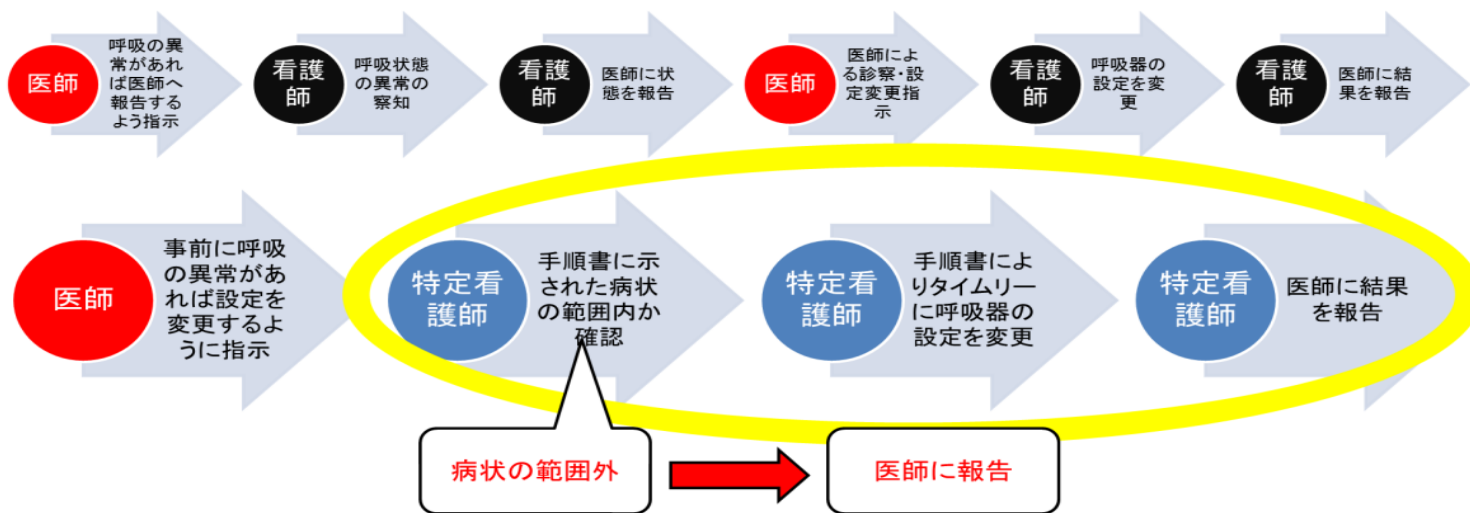 医師
呼吸の異
常があれ
ば医師へ
報告する
よう指示
看護
師
呼吸状態
の異常の
察知
看護
師
医師に状
態を報告
医師
医師によ
る診察・設
定変更指
示
看護
師
呼吸器の
設定を変
更
看護
師
医師に結
果を報告
医師
事前に呼吸
の異常があ
れば設定を
変更するよ
うに指示
特定看
護師
手順書に示
された病状
の範囲内か
確認
特定看
護師
手順書によ
りタイムリー
に呼吸器の
設定を変更
特定看
護師
医師に結果
を報告
病状の範囲外
医師に報告